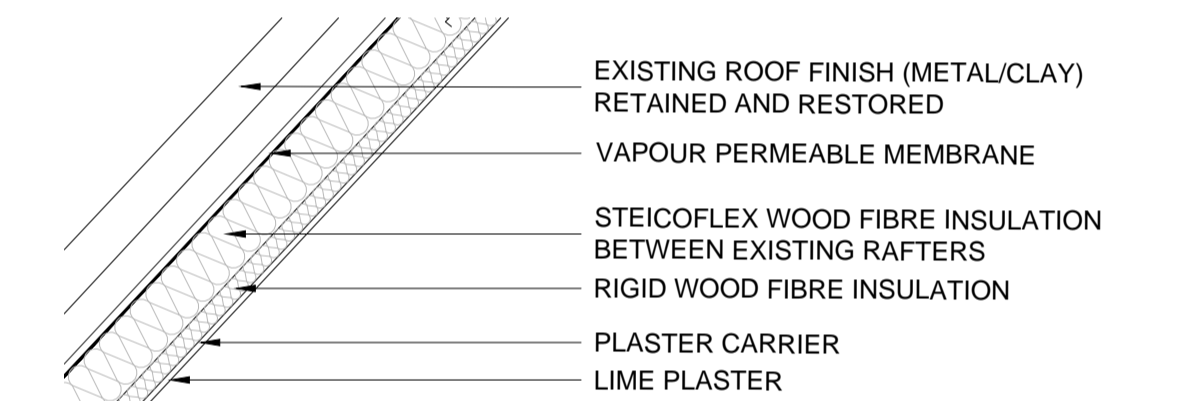 EXISTING ROOF FINISH (METAL/CLAY)
RETAINED AND RESTORED
VAPOUR PERMEABLE MEMBRANE
STEICOFLEX WOOD FIBRE INSULATION
BETWEEN EXISTING RAFTERS
RIGID WOOD FIBRE INSULATION
PLASTER CARRIER
LIME PLASTER